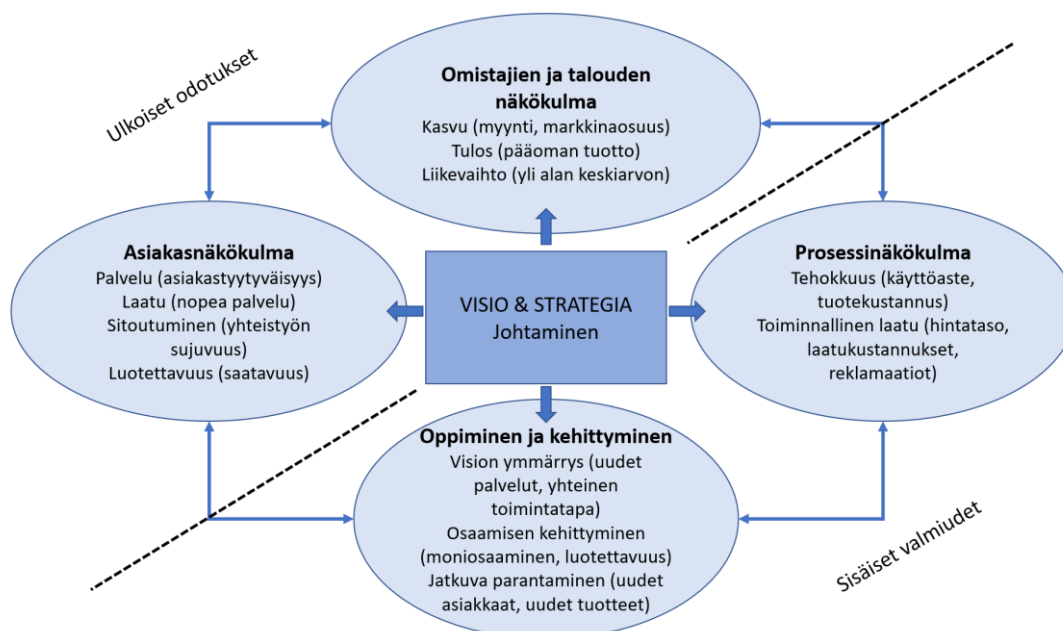 Ulkoiset odotukset
Omistajien ja talouden
näkökulma
Kasvu (myynti, markkinaosuus)
Tulos (pääoman tuotto)
Liikevaihto (yli alan keskiarvon)
Asiakasnäkökulma
Palvelu (asiakastyytyväisyys)
Laatu (nopea palvelu)
Sitoutuminen (yhteistyön
sujuvuus)
Luotettavuus (saatavuus)
VISIO & STRATEGIA
Johtaminen
Prosessinäkökulma
Tehokkuus (käyttöaste,
tuotekustannus)
Toiminnallinen laatu (hintataso,
laatukustannukset,
reklamaatiot)
Oppiminen ja kehittyminen
Vision ymmärrys (uudet
palvelut, yhteinen
toimintatapa)
Osaamisen kehittyminen
(moniosaaminen, luotettavuus)
Jatkuva parantaminen (uudet
asiakkaat, uudet tuotteet)
Sisäiset valmiudet